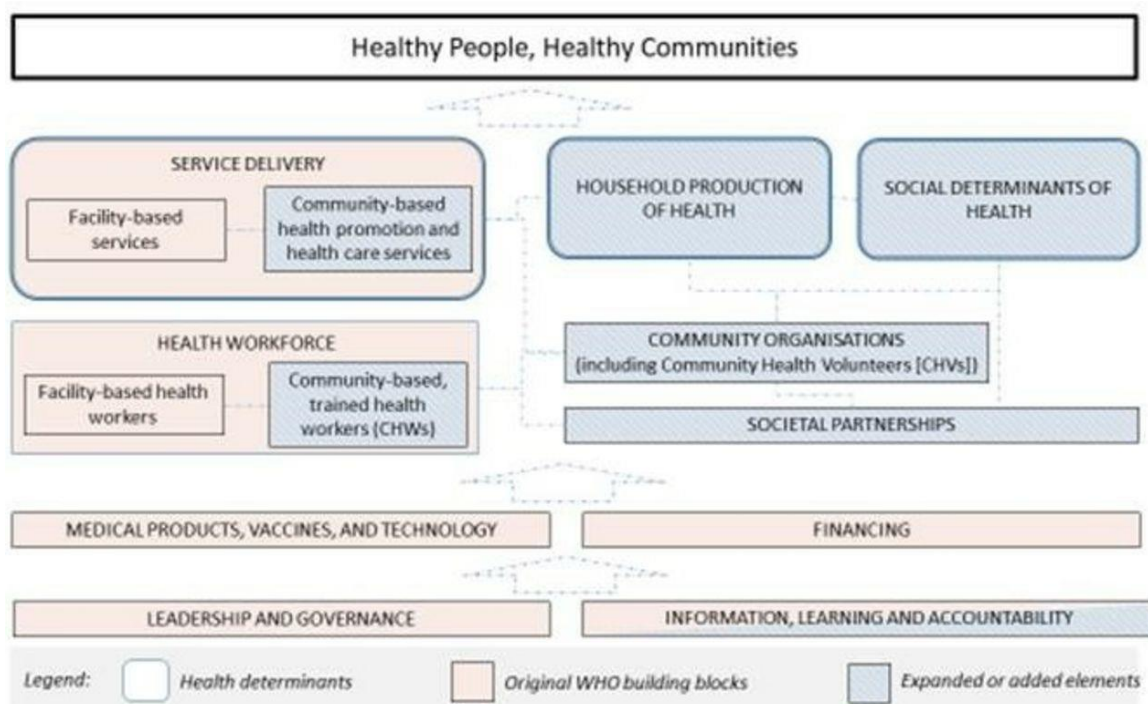 Healthy People, Healthy Communities
SERVICE DELIVERY
Facility-based
services
Community-based
health promotion and
health care services
HOUSEHOLD PRODUCTION
OF HEALTH
SOCIAL DETERMINANTS OF
HEALTH
HEALTH WORKFORCE
Facility-based health
workers
Community-based,
trained health
workers (CHWs)
COMMUNITY ORGANISATIONS
(including Community Health Volunteers [CHVs])
SOCIETAL PARTNERSHIPS
MEDICAL PRODUCTS, VACCINES, AND TECHNOLOGY
FINANCING
LEADERSHIP AND GOVERNANCE
INFORMATION, LEARNING AND ACCOUNTABILITY
Legend:
Health determinants
Original WHO building blocks
Expanded or added elements